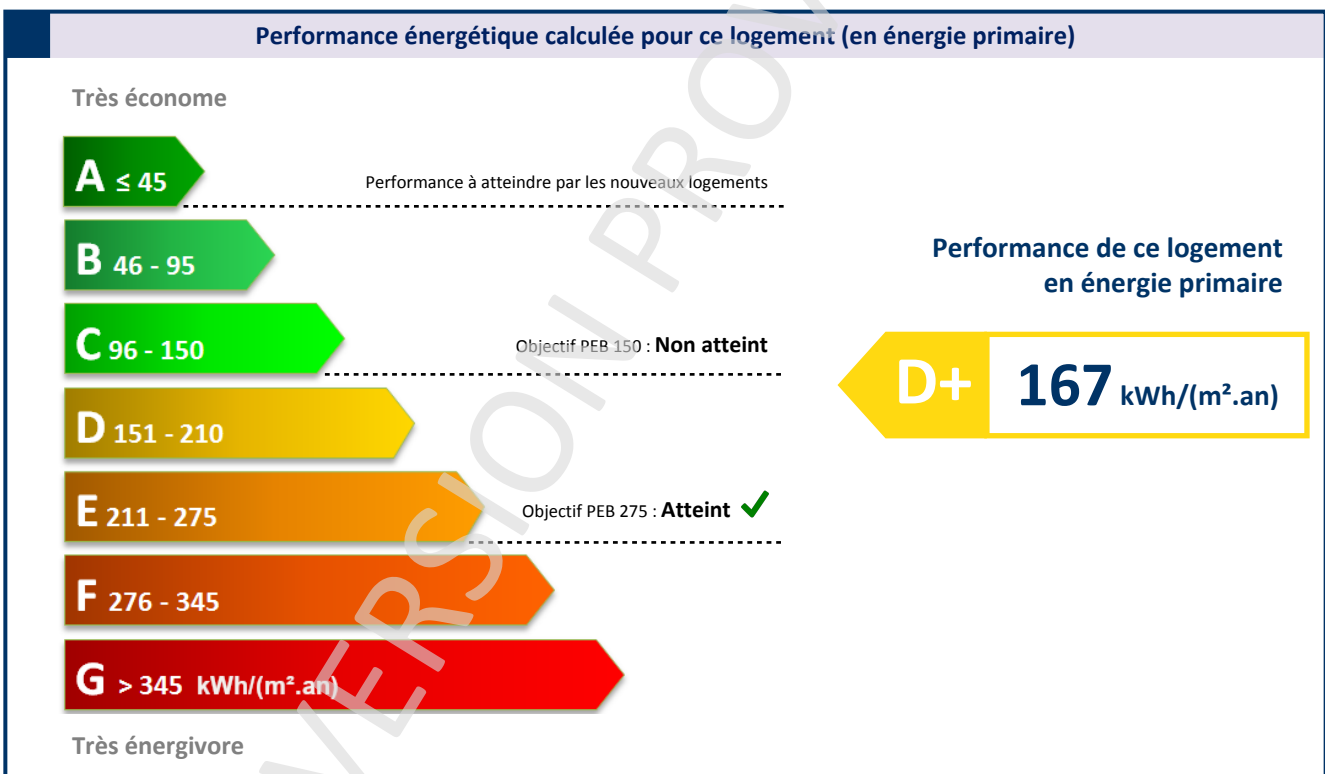 Performance énergétique calculée pour ce logement (en énergie primaire)
Très économe
A ≤ 45
Performance à atteindre par les nouveaux logements
B 46 - 95
Performance de ce logement
en énergie primaire
C 96 - 150
Objectif PEB 150 : Non atteint
D+ 167 kWh/(m².an)
D 151 - 210
E 211 - 275
Objectif PEB 275 : Atteint ✓
F 276 - 345
G > 345 kWh/(m².an)
Très énergivore
VERSION PROV